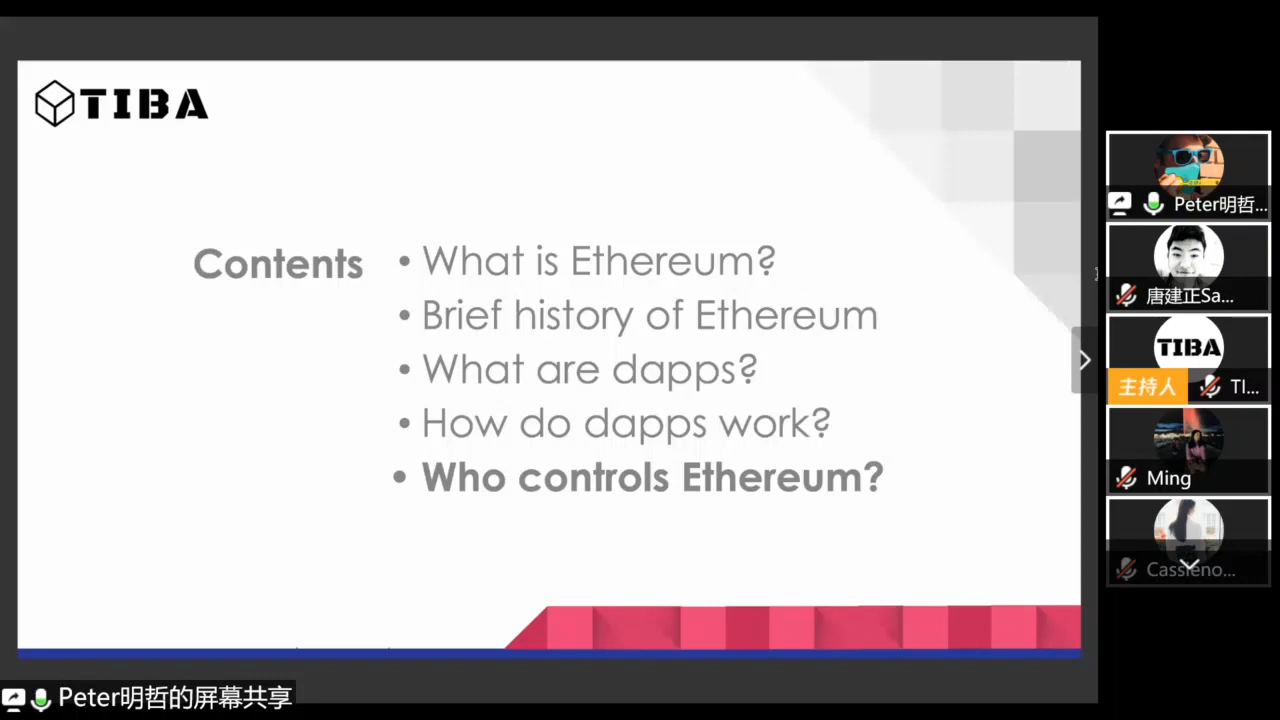 TIBA
Contents
• What is Ethereum?
• Brief history of Ethereum
• What are dapps?
• How do dapps work?
• Who controls Ethereum?
Peter明哲...
唐建正Sa...
TIBA
主持人 TI...
Ming
Cassieno...
Peter明哲的屏幕共享